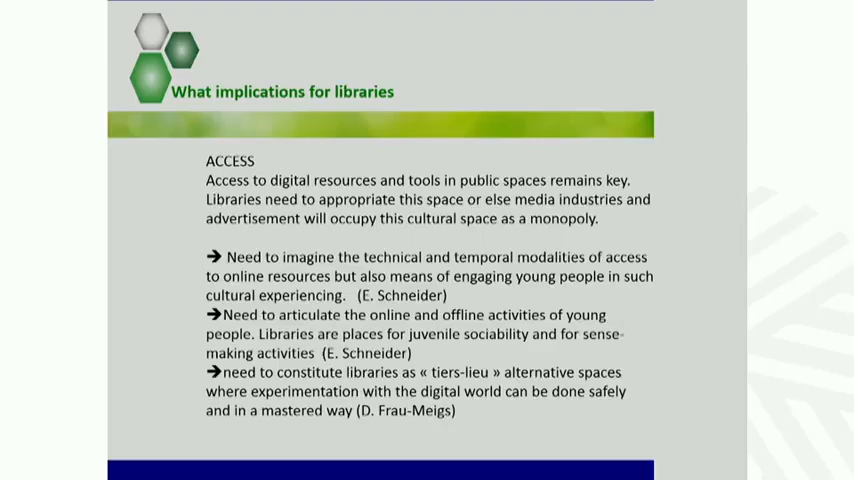 What implications for libraries
ACCESS
Access to digital resources and tools in public spaces remains key.
Libraries need to appropriate this space or else media industries and
advertisement will occupy this cultural space as a monopoly.
➔ Need to imagine the technical and temporal modalities of access
to online resources but also means of engaging young people in such
cultural experiencing. (E. Schneider)
➔Need to articulate the online and offline activities of young
people. Libraries are places for juvenile sociability and for sense-
making activities (E. Schneider)
➔need to constitute libraries as « tiers-lieu » alternative spaces
where experimentation with the digital world can be done safely
and in a mastered way (D. Frau-Meigs)